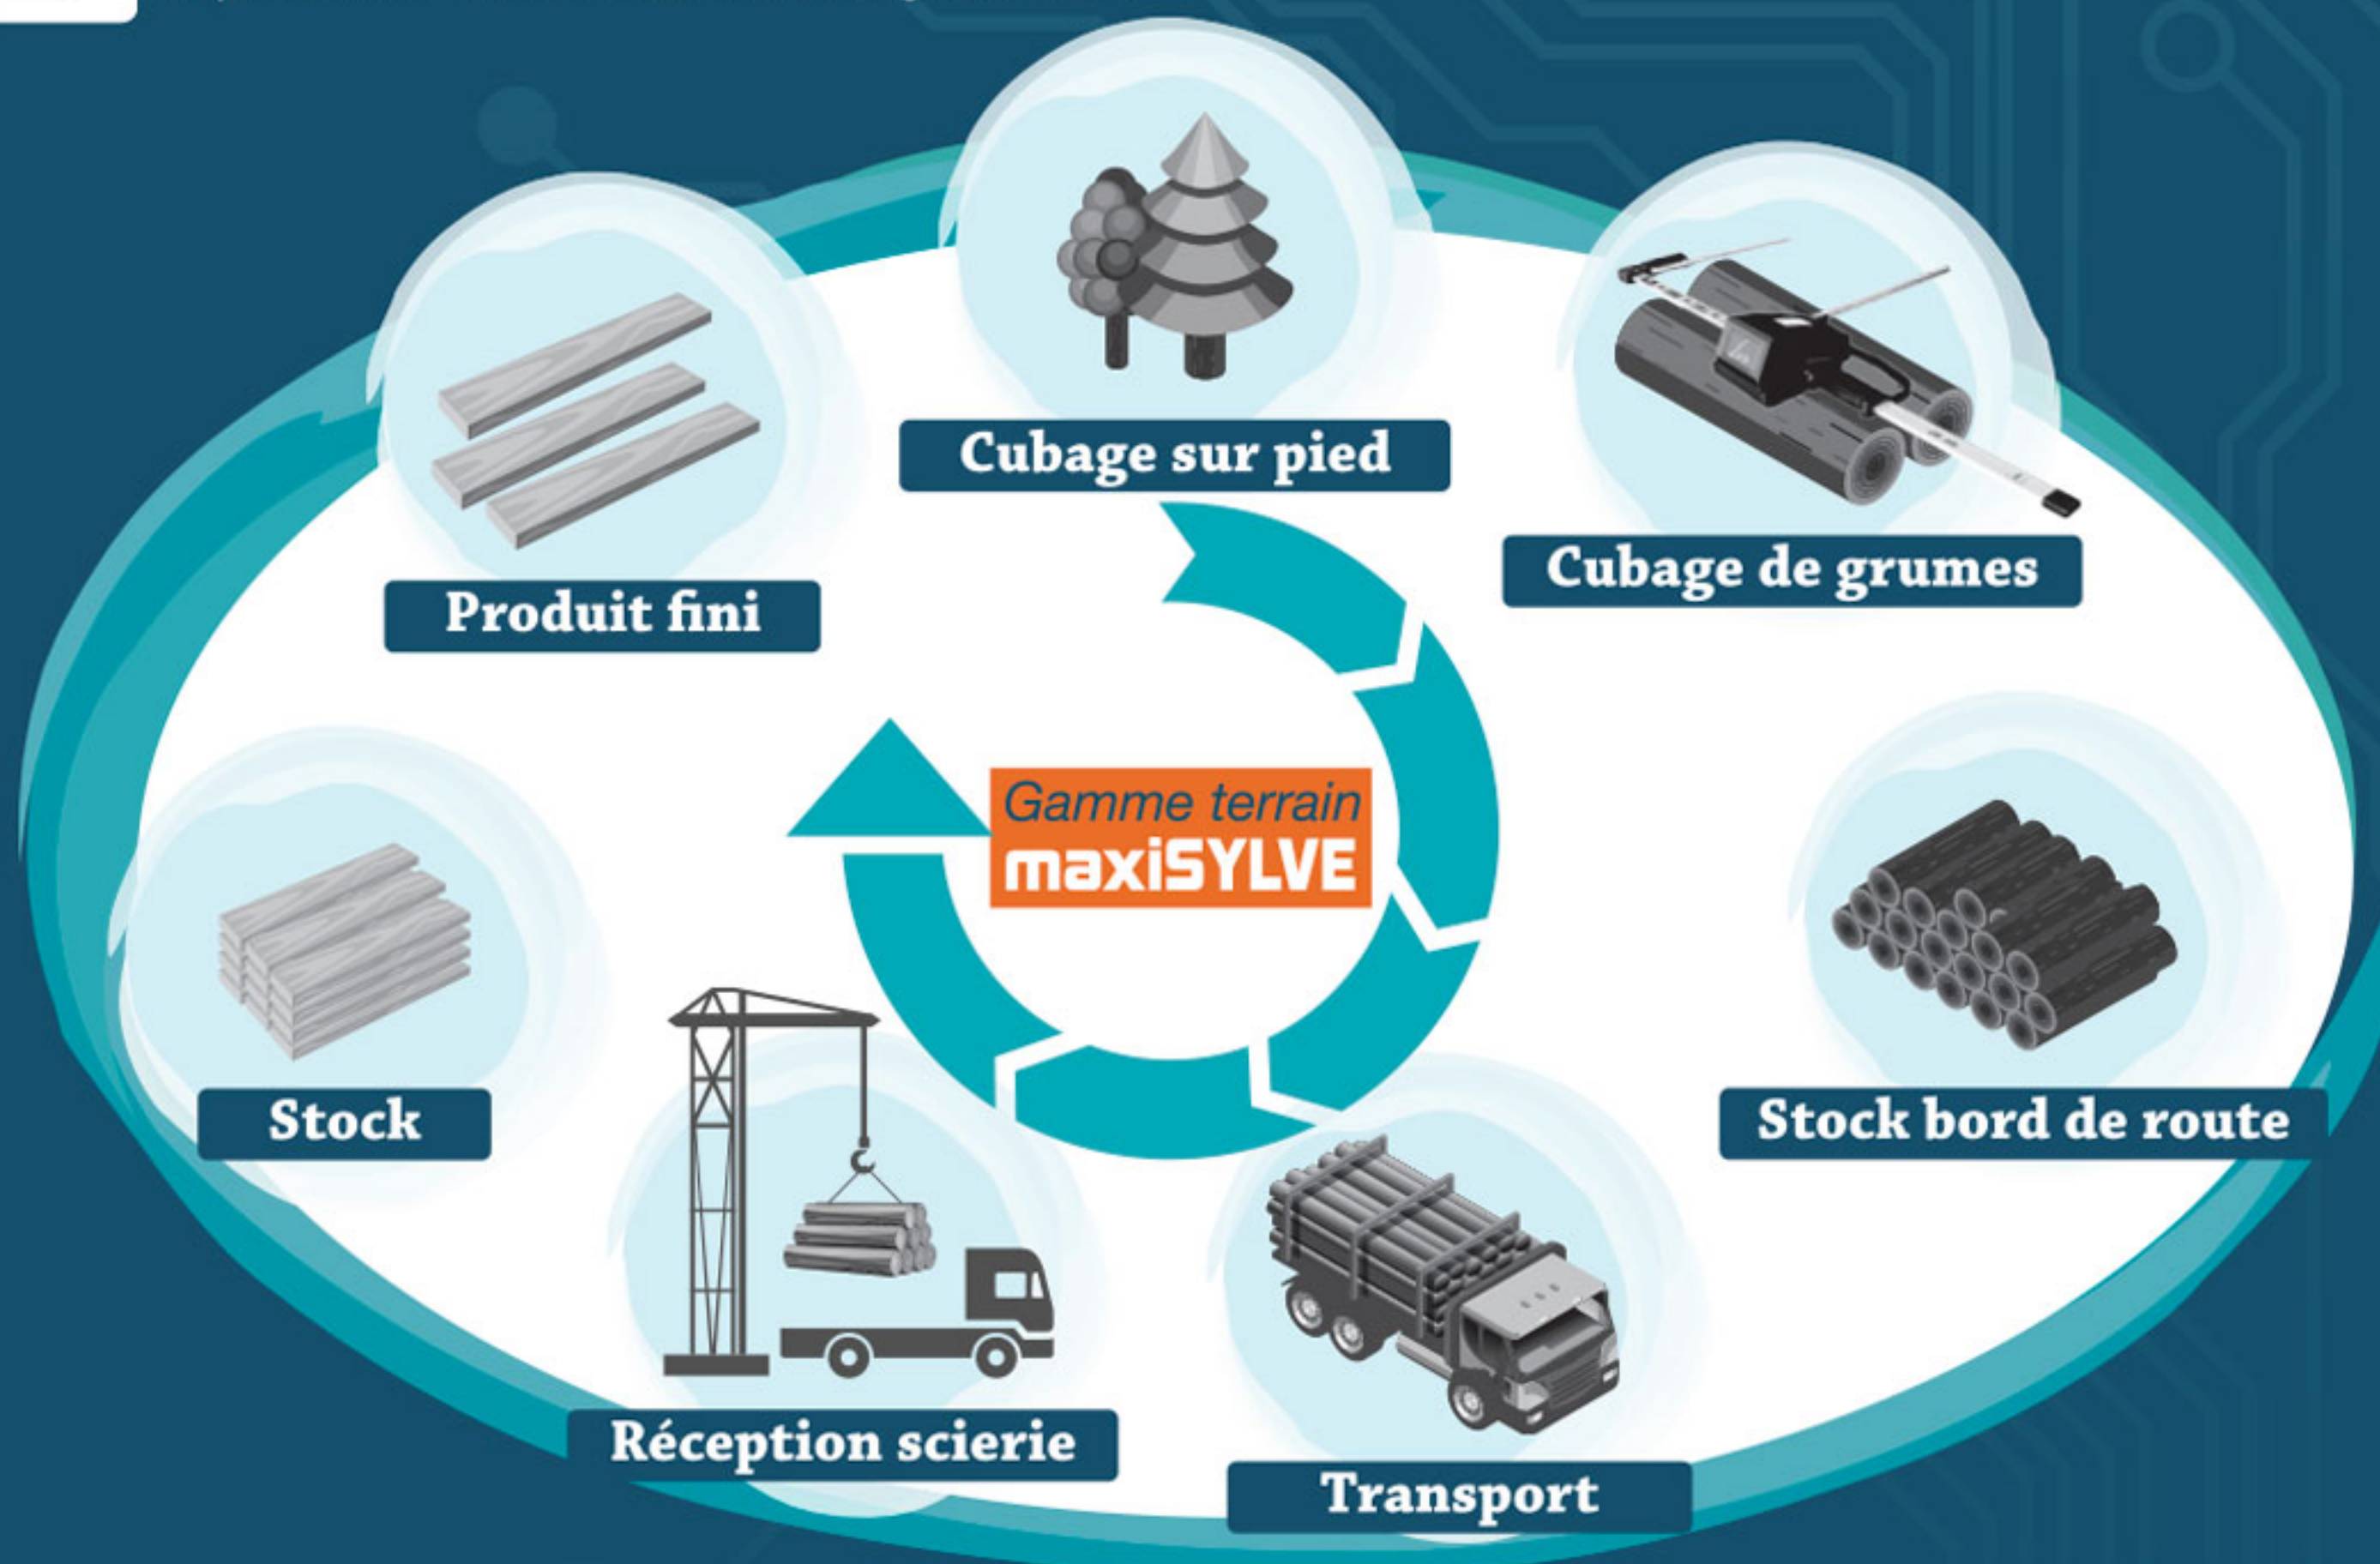 Cubage sur pied
Cubage de grumes
Produit fini
Gamme terrain
maxiSYLVE
Stock bord de route
Stock
Réception scierie
Transport